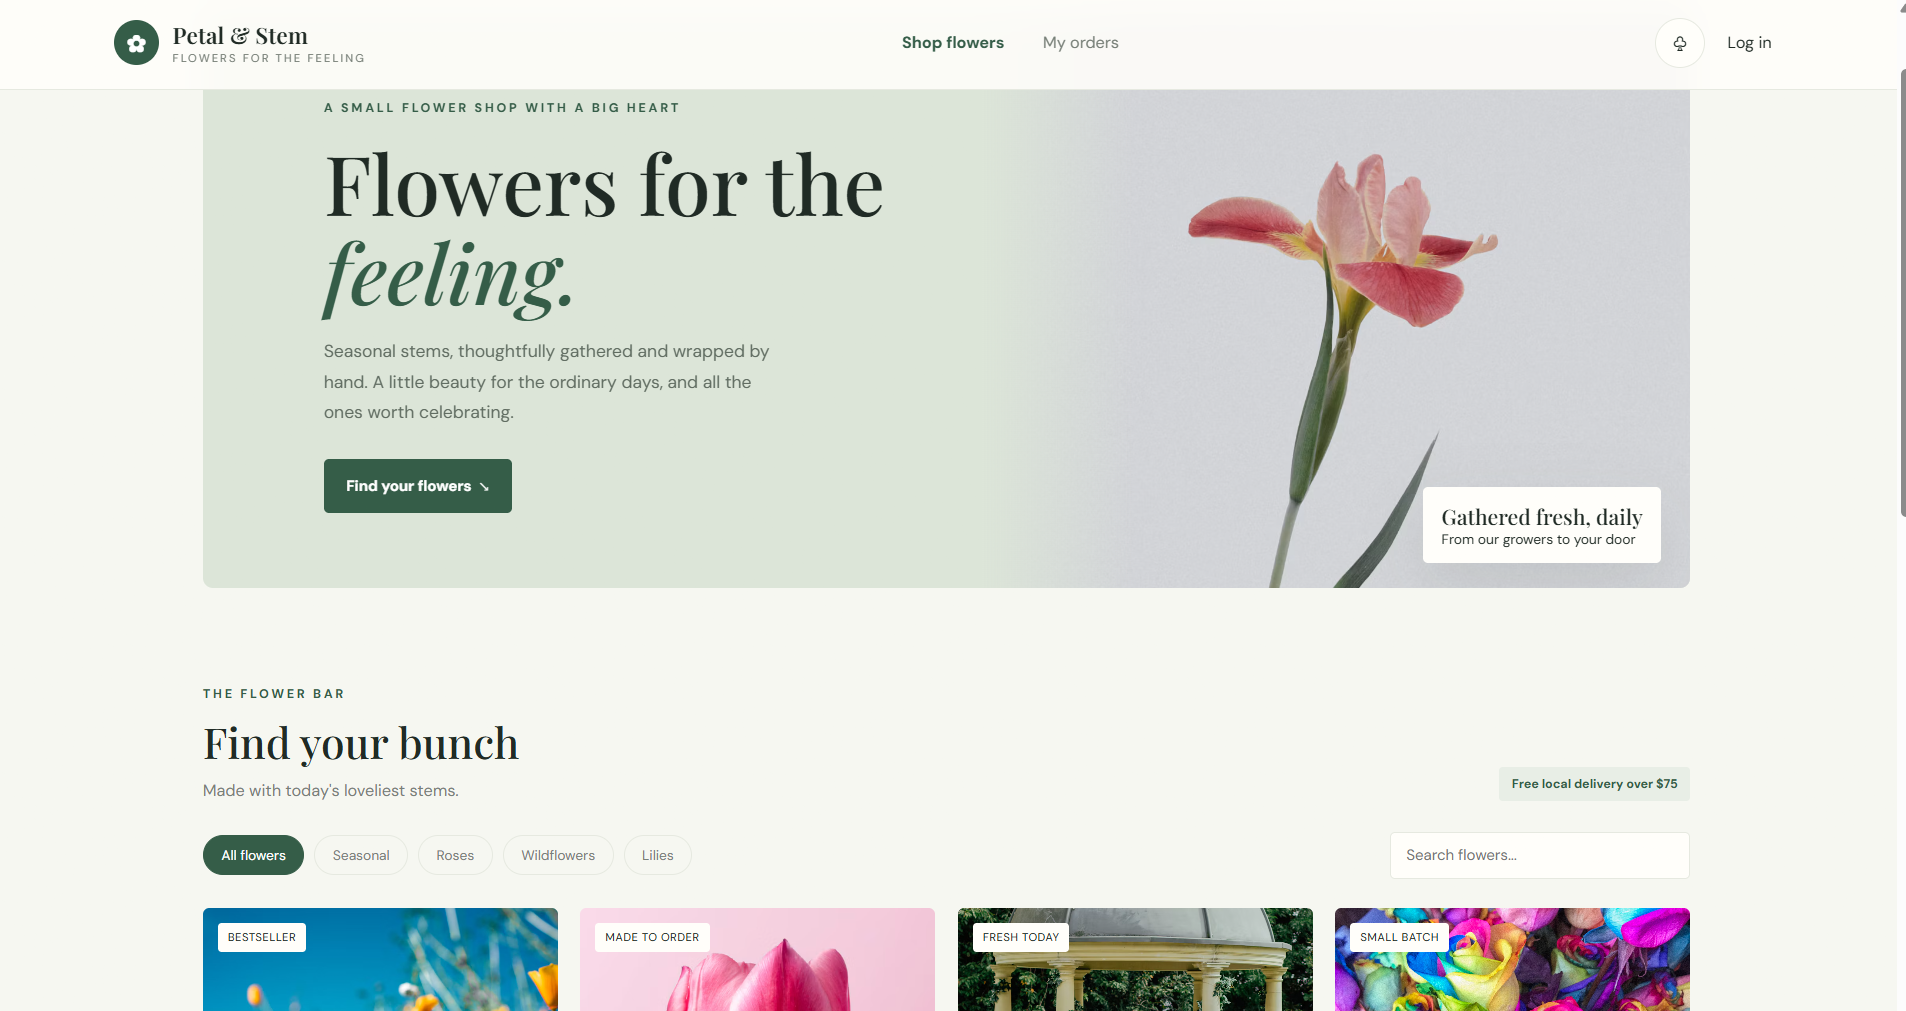 Petal & Stem
FLOWERS FOR THE FEELING
Shop flowers
My orders
Log in
A SMALL FLOWER SHOP WITH A BIG HEART
Flowers for the
feeling.
Seasonal stems, thoughtfully gathered and wrapped by
hand. A little beauty for the ordinary days, and all the
ones worth celebrating.
Find your flowers ↘
Gathered fresh, daily
From our growers to your door
THE FLOWER BAR
Find your bunch
Made with today's loveliest stems.
Free local delivery over $75
All flowers
Seasonal
Roses
Wildflowers
Lilies
Search flowers...
BESTSELLER
MADE TO ORDER
FRESH TODAY
SMALL BATCH